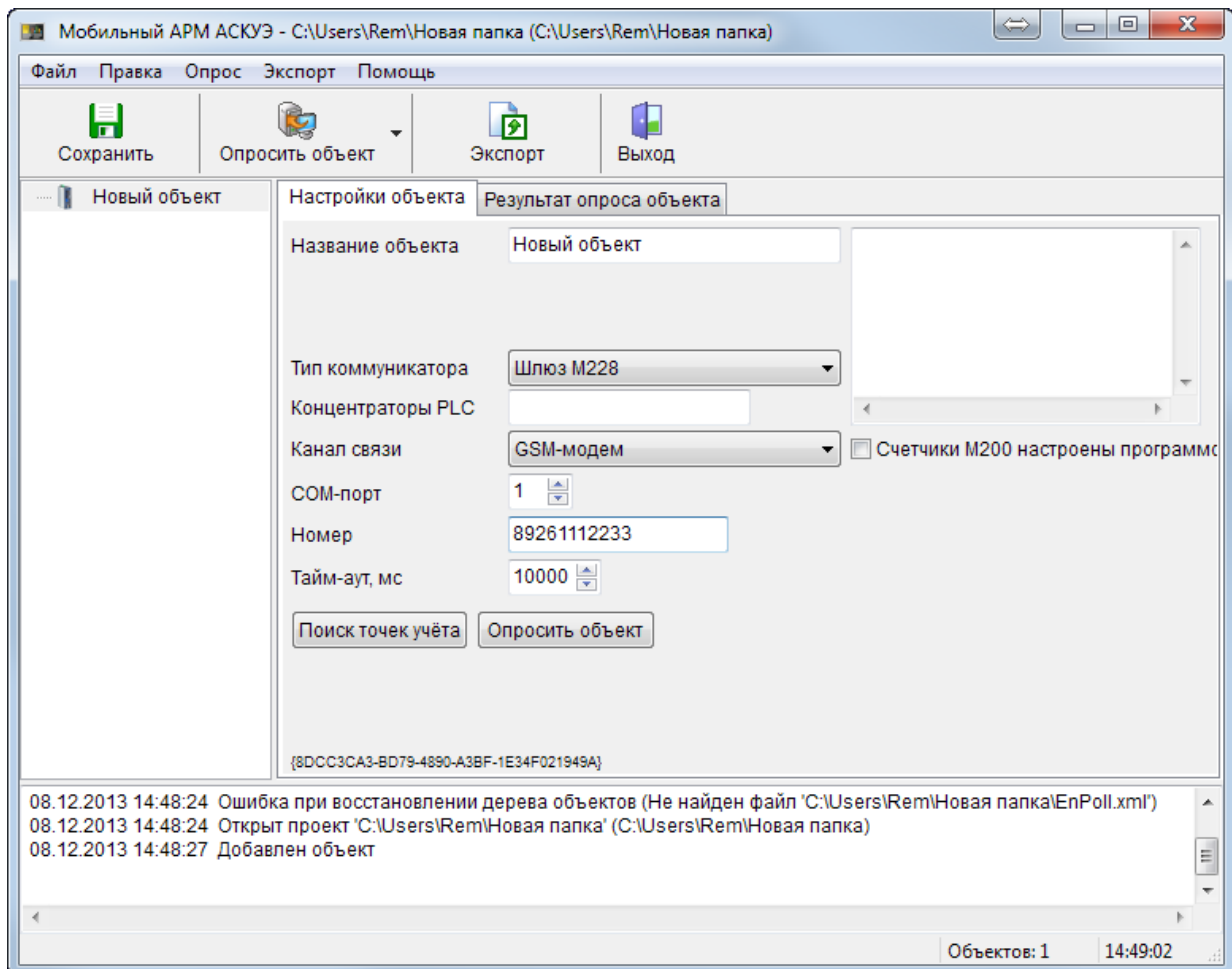 Мобильный АРМ АСКУЭ - C:\Users\Rem\Новая папка (C:\Users\Rem\Новая папка)
Файл Правка Опрос Экспорт Помощь
Сохранить Опросить объект Экспорт Выход
Новый объект
Настройки объекта Результат опроса объекта
Название объекта Новый объект
Тип коммуникатора Шлюз М228
Концентраторы PLC
Канал связи GSM-модем Счетчики М200 настроены программо
COM-порт 1
Номер 89261112233
Тайм-аут, мс 10000
Поиск точек учёта Опросить объект
{8DCC3CA3-BD79-4890-A3BF-1E34F021949A}
08.12.2013 14:48:24 Ошибка при восстановлении дерева объектов (Не найден файл 'C:\Users\Rem\Новая папка\EnPoll.xml')
08.12.2013 14:48:24 Открыт проект 'C:\Users\Rem\Новая папка' (C:\Users\Rem\Новая папка)
08.12.2013 14:48:27 Добавлен объект
Объектов: 1 14:49:02